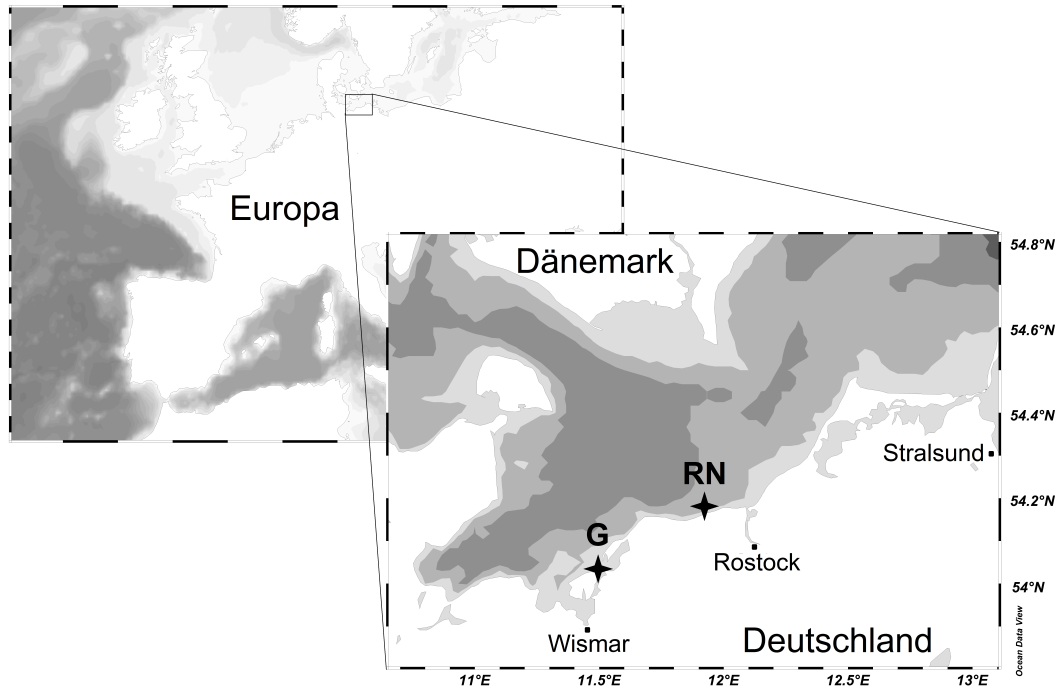 Europa
Dänemark
54.8°N
54.6°N
54.4°N
Stralsund
RN
54.2°N
G
Rostock
54°N
Wismar
Deutschland
Ocean Data View
11°E
11.5°E
12°E
12.5°E
13°E